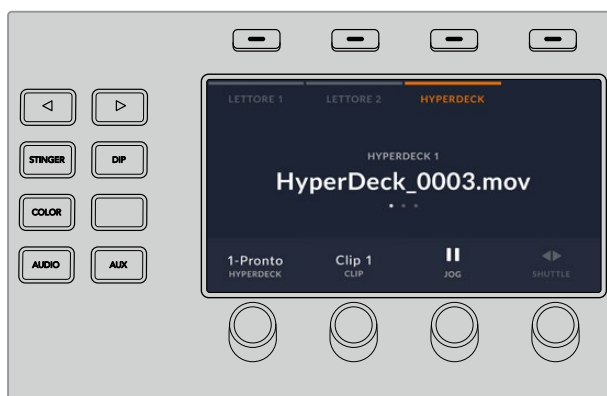 LETTORE 1 LETTORE 2 HYPERDECK
STINGER DIP
HYPERDECK 1
HyperDeck_0003.mov
COLOR
AUDIO AUX
1-Pronto Clip 1
HYPERDECK CLIP JOG SHUTTLE